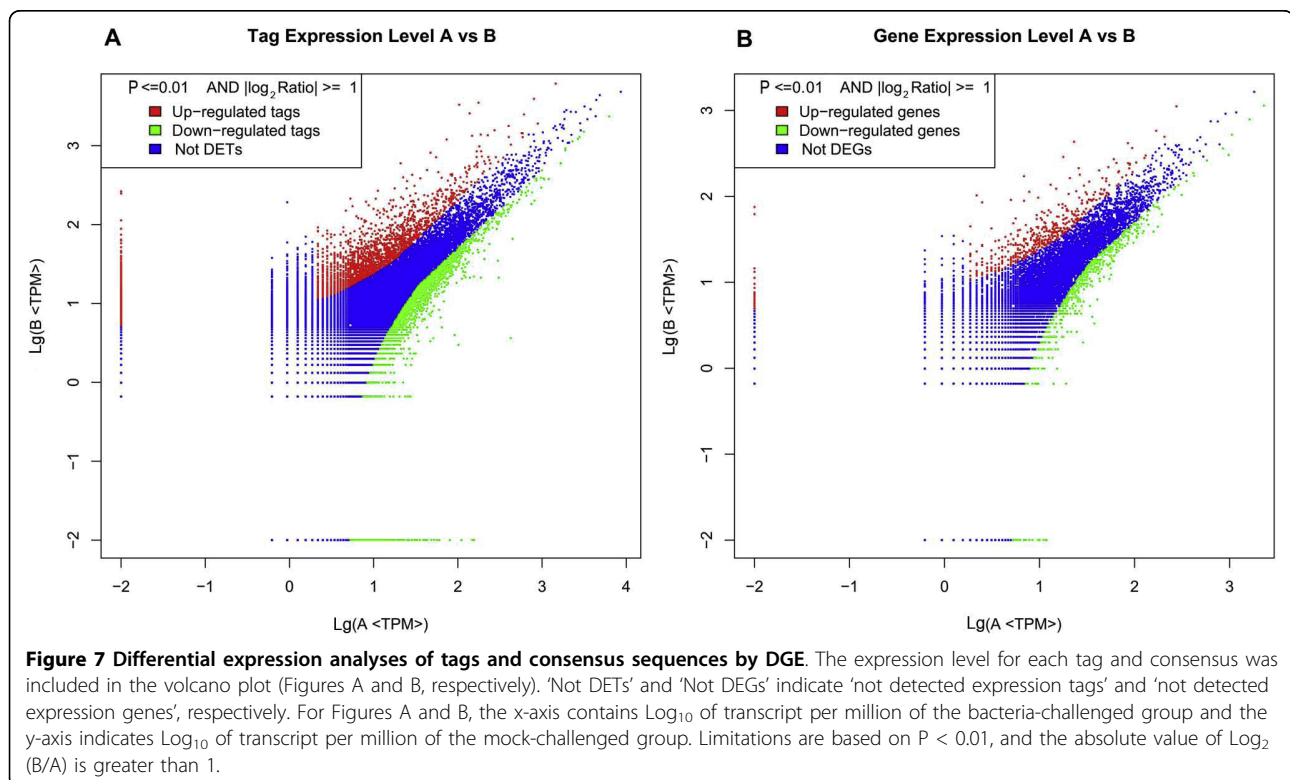 A
Tag Expression Level A vs B
P <=0.01 AND |log2Ratio| >= 1
Up-regulated tags
Down-regulated tags
Not DETs
Lg(B <TPM>)
3
2
1
0
−1
−2
−2 −1 0 1 2 3 4
Lg(A <TPM>)
B
Gene Expression Level A vs B
P <=0.01 AND |log2Ratio| >= 1
Up-regulated genes
Down-regulated genes
Not DEGs
Lg(B <TPM>)
3
2
1
0
−1
−2
−2 −1 0 1 2 3
Lg(A <TPM>)
Figure 7 Differential expression analyses of tags and consensus sequences by DGE. The expression level for each tag and consensus was
included in the volcano plot (Figures A and B, respectively). ‘Not DETs’ and ‘Not DEGs’ indicate ‘not detected expression tags’ and ‘not detected
expression genes’, respectively. For Figures A and B, the x-axis contains Log10 of transcript per million of the bacteria-challenged group and the
y-axis indicates Log10 of transcript per million of the mock-challenged group. Limitations are based on P < 0.01, and the absolute value of Log2
(B/A) is greater than 1.